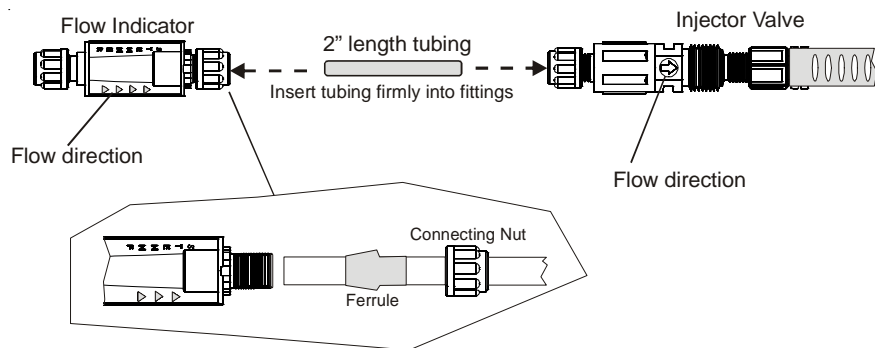 Flow Indicator
Injector Valve
2” length tubing
Insert tubing firmly into fittings
Flow direction
Flow direction
Connecting Nut
Ferrule